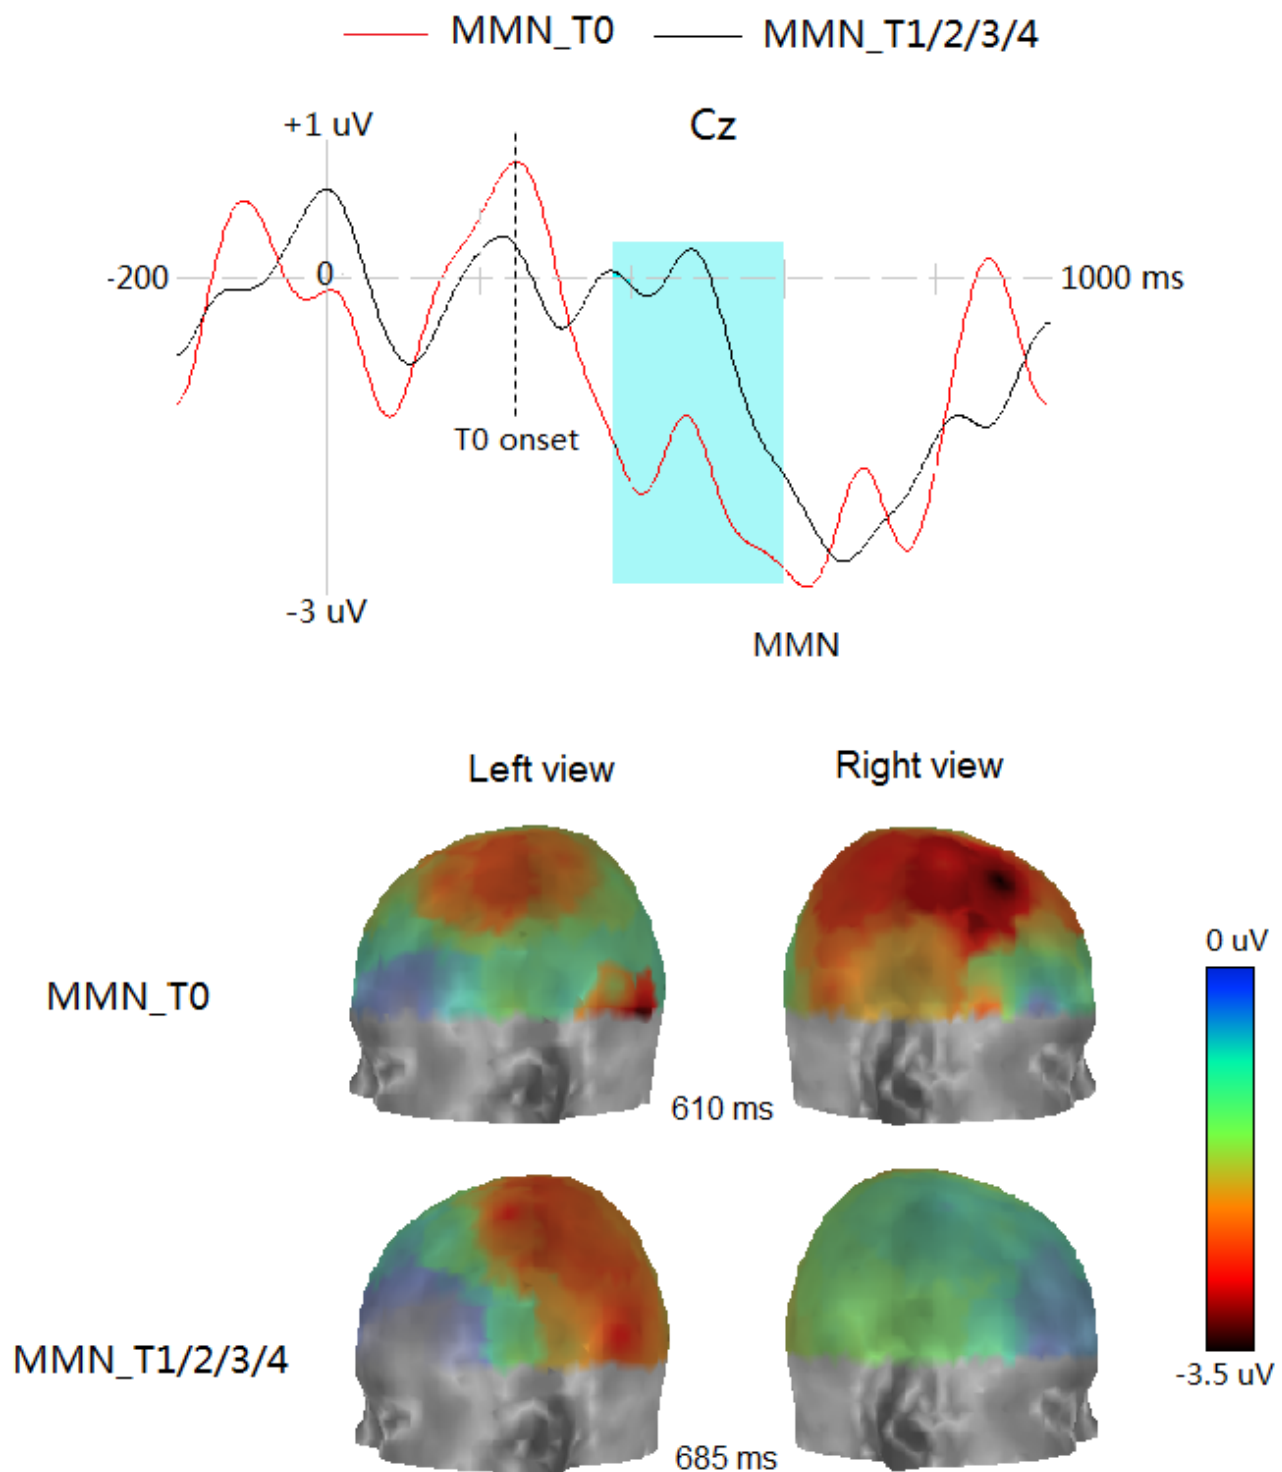 MMN_T0 MMN_T1/2/3/4
Cz
+1 uV
-200 0 1000 ms
T0 onset
-3 uV
MMN
Left view Right view
0 uV
MMN_T0
610 ms
-3.5 uV
MMN_T1/2/3/4
685 ms